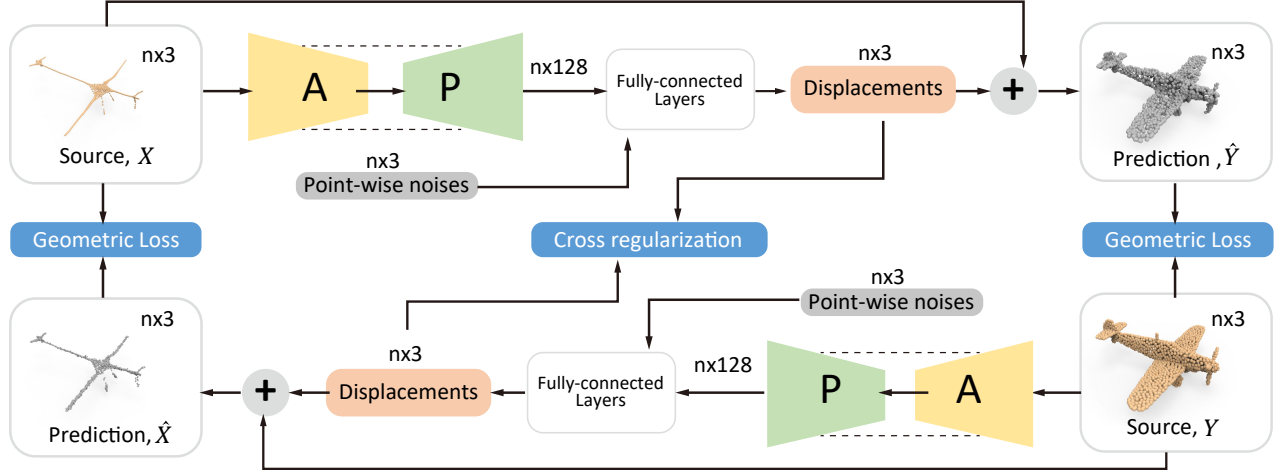 nx3
Source, X
A
P
nx128
Fully-connected
Layers
nx3
Displacements
+
nx3
Prediction , Ŷ
nx3
Point-wise noises
Geometric Loss
Cross regularization
Geometric Loss
nx3
Point-wise noises
nx3
Prediction, X̂
+
nx3
Displacements
Fully-connected
Layers
nx128
P
A
nx3
Source, Y